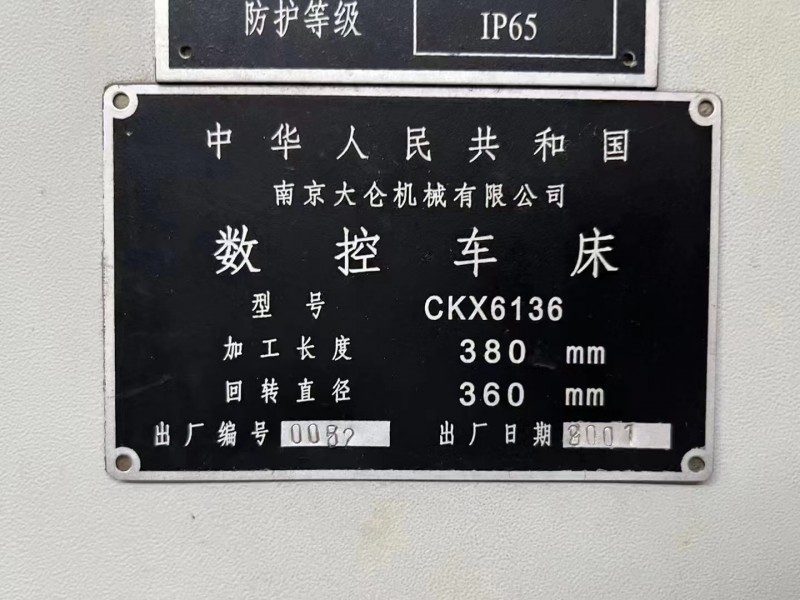 防护等级 IP65
中华人民共和国
南京大仑机械有限公司
数控车床
型号 CKX6136
加工长度 380 mm
回转直径 360 mm
出厂编号 0082 出厂日期